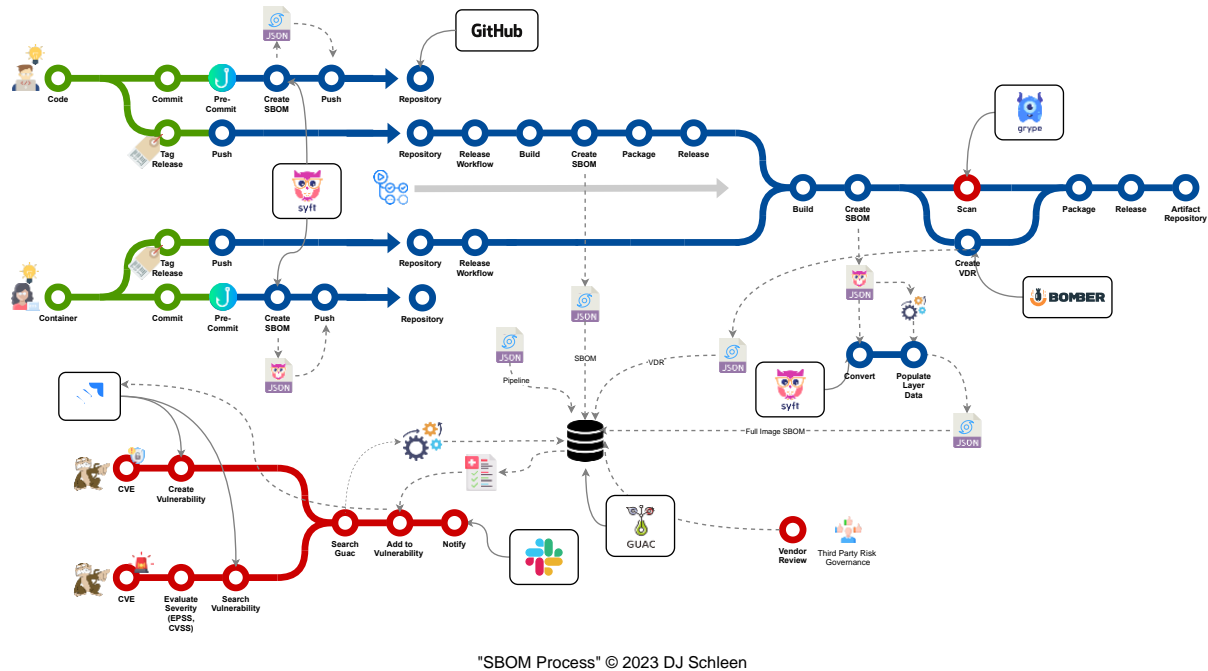 JSON
GitHub
Code
Commit
Pre-
Commit
Create
SBOM
Push
Repository
grype
Tag
Release
Push
Repository
Release
Workflow
Build
Create
SBOM
Package
Release
syft
Build
Create
SBOM
Scan
Package
Release
Artifact
Repository
Tag
Release
Push
Repository
Release
Workflow
Create
VDR
JSON
BOMBER
Container
Commit
Pre-
Commit
Create
SBOM
Push
Repository
JSON
JSON
JSON
SBOM
VDR
JSON
Pipeline
Convert
Populate
Layer
Data
syft
JSON
Full Image SBOM
CVE
Create
Vulnerability
Search
Guac
Add to
Vulnerability
Notify
GUAC
Vendor
Review
Third Party Risk
Governance
CVE
Evaluate
Severity
(EPSS,
CVSS)
Search
Vulnerability
"SBOM Process" © 2023 DJ Schleen